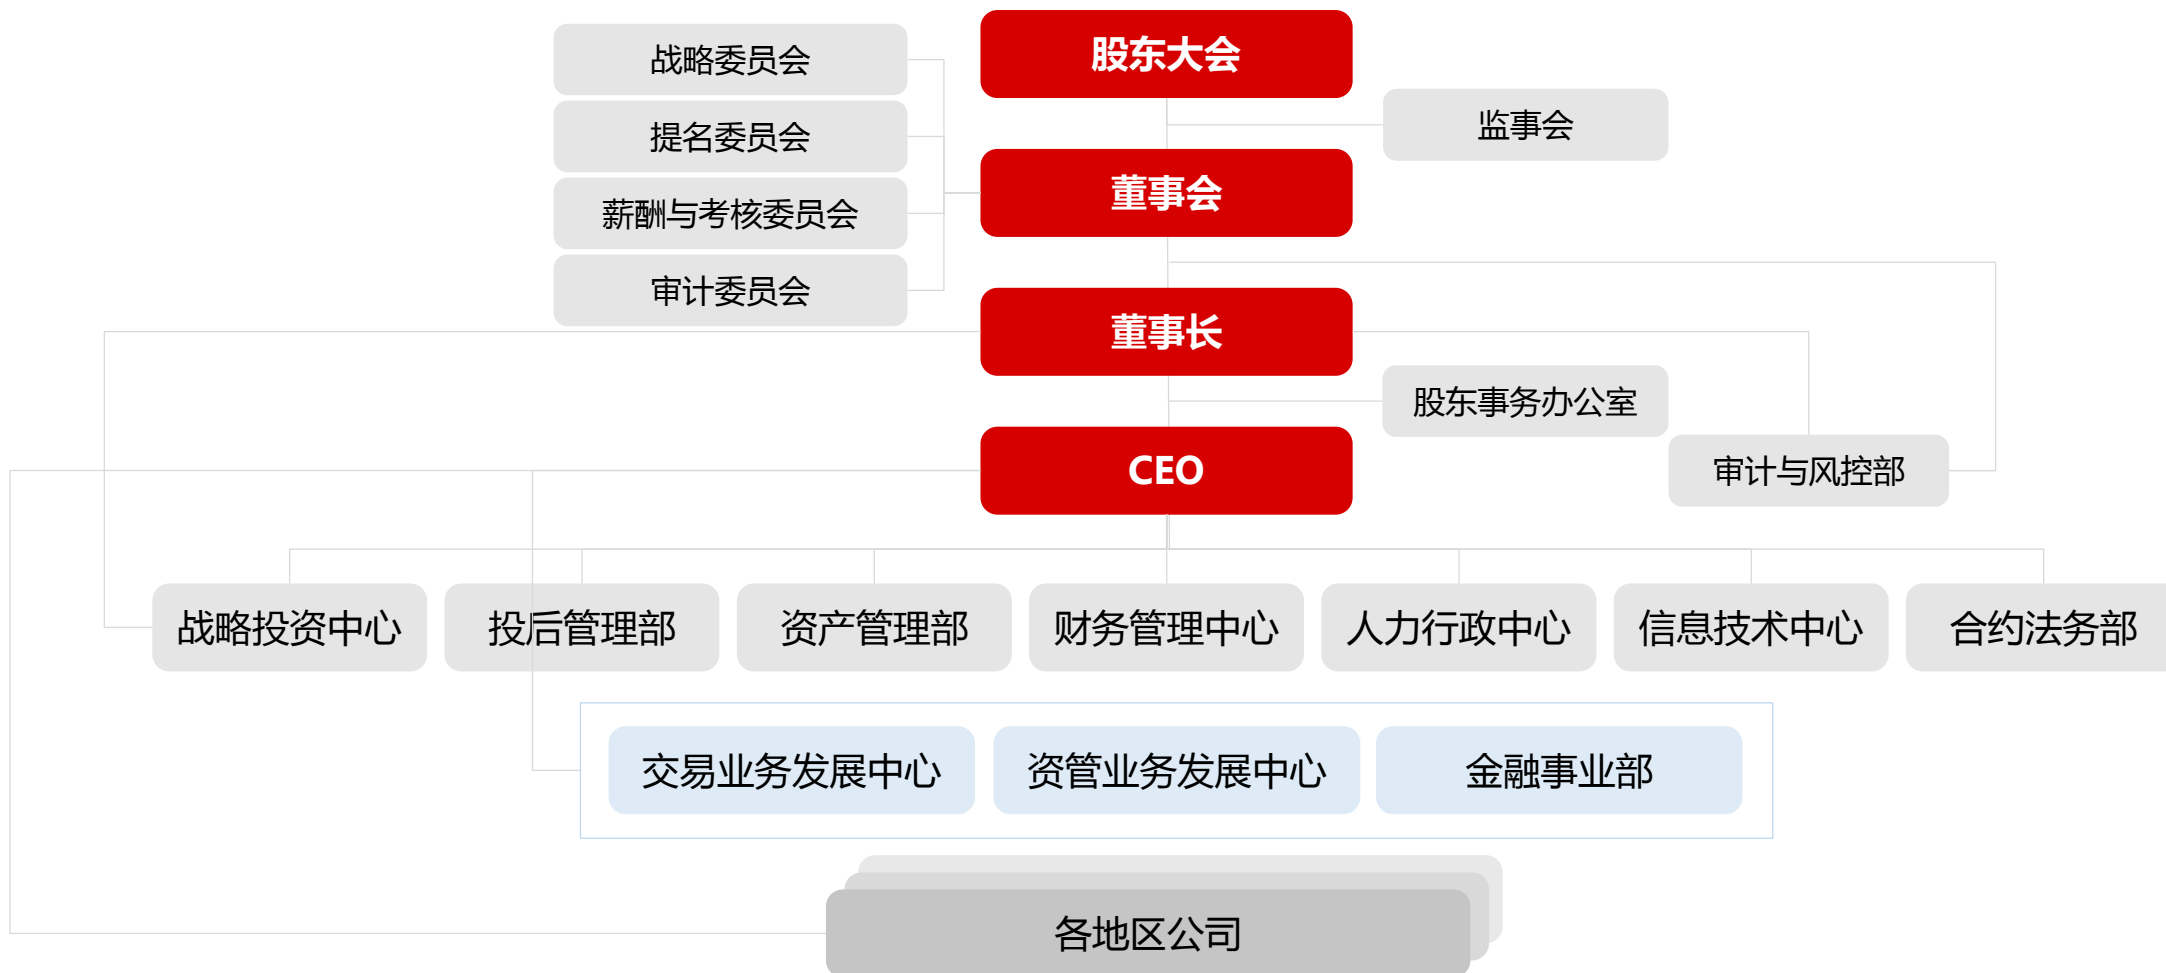 股东大会
战略委员会
监事会
提名委员会
董事会
薪酬与考核委员会
审计委员会
董事长
股东事务办公室
CEO
审计与风控部
战略投资中心
投后管理部
资产管理部
财务管理中心
人力行政中心
信息技术中心
合约法务部
交易业务发展中心
资管业务发展中心
金融事业部
各地区公司